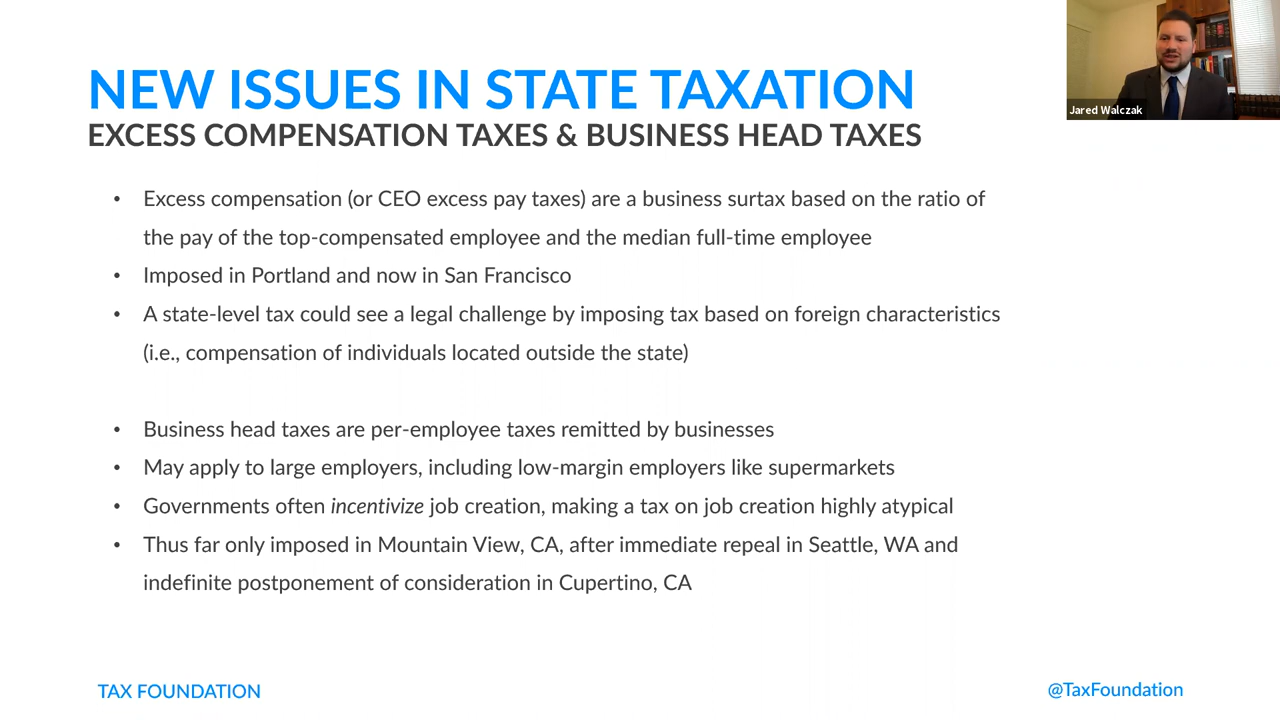 NEW ISSUES IN STATE TAXATION
EXCESS COMPENSATION TAXES & BUSINESS HEAD TAXES
Jared Walczak
• Excess compensation (or CEO excess pay taxes) are a business surtax based on the ratio of
the pay of the top-compensated employee and the median full-time employee
• Imposed in Portland and now in San Francisco
• A state-level tax could see a legal challenge by imposing tax based on foreign characteristics
(i.e., compensation of individuals located outside the state)
• Business head taxes are per-employee taxes remitted by businesses
• May apply to large employers, including low-margin employers like supermarkets
• Governments often incentivize job creation, making a tax on job creation highly atypical
• Thus far only imposed in Mountain View, CA, after immediate repeal in Seattle, WA and
indefinite postponement of consideration in Cupertino, CA
TAX FOUNDATION
@TaxFoundation